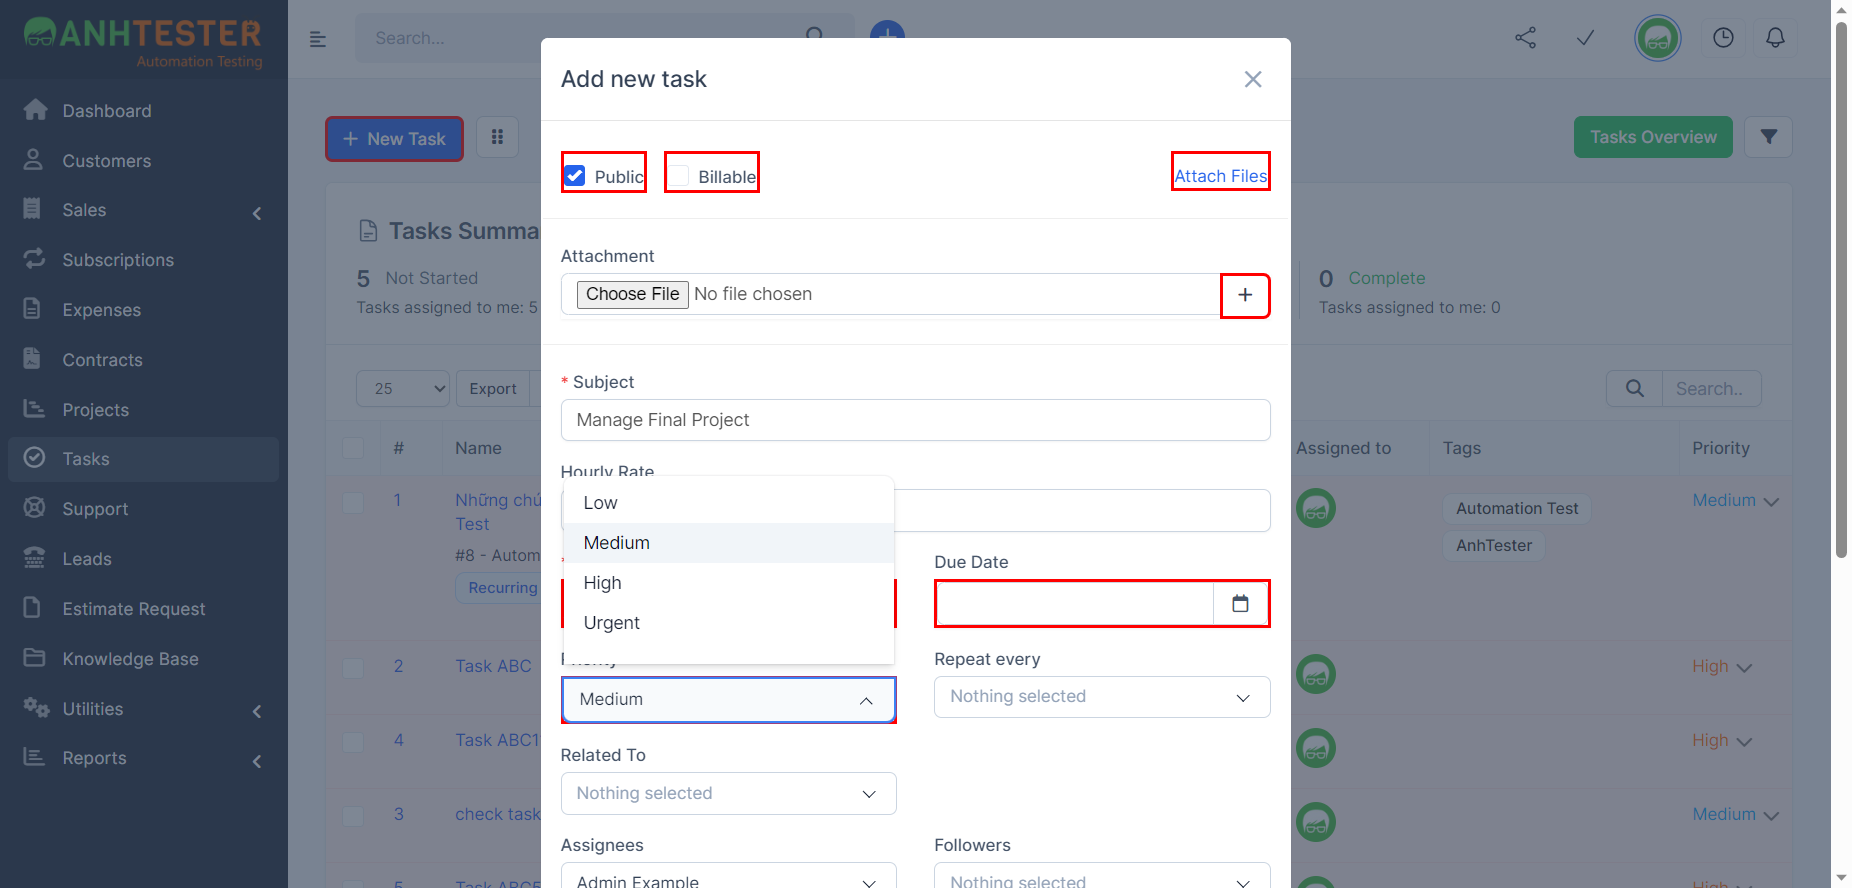 ANHTESTER
Automation Testing
Dashboard
Customers
Sales
Subscriptions
Expenses
Contracts
Projects
Tasks
Support
Leads
Estimate Request
Knowledge Base
Utilities
Reports
Search...
New Task
Tasks Overview
Tasks Summa
5 Not Started
Tasks assigned to me: 5
0 Complete
Tasks assigned to me: 0
25
Export
Search..
# Name Assigned to Tags Priority
1 Những chú
Test
#8 - Autom
Recurring
Automation Test
AnhTester
Medium
2 Task ABC High
4 Task ABC1 High
3 check task Medium
5 Task ABC5 High
Add new task
Public
Billable
Attach Files
Attachment
Choose File No file chosen
* Subject
Manage Final Project
Hourly Rate
Low
Medium
High
Urgent
Due Date
Priority
Medium
Repeat every
Nothing selected
Related To
Nothing selected
Assignees
Admin Example
Followers
Nothing selected